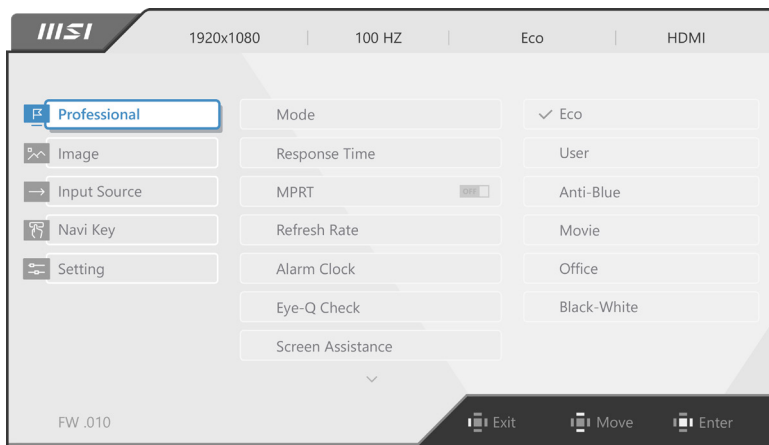 msi 1920x1080 100 HZ Eco HDMI
Professional Mode ✓ Eco
Image Response Time User
Input Source MPRT OFF Anti-Blue
Navi Key Refresh Rate Movie
Setting Alarm Clock Office
Eye-Q Check Black-White
Screen Assistance
FW .010 Exit Move Enter